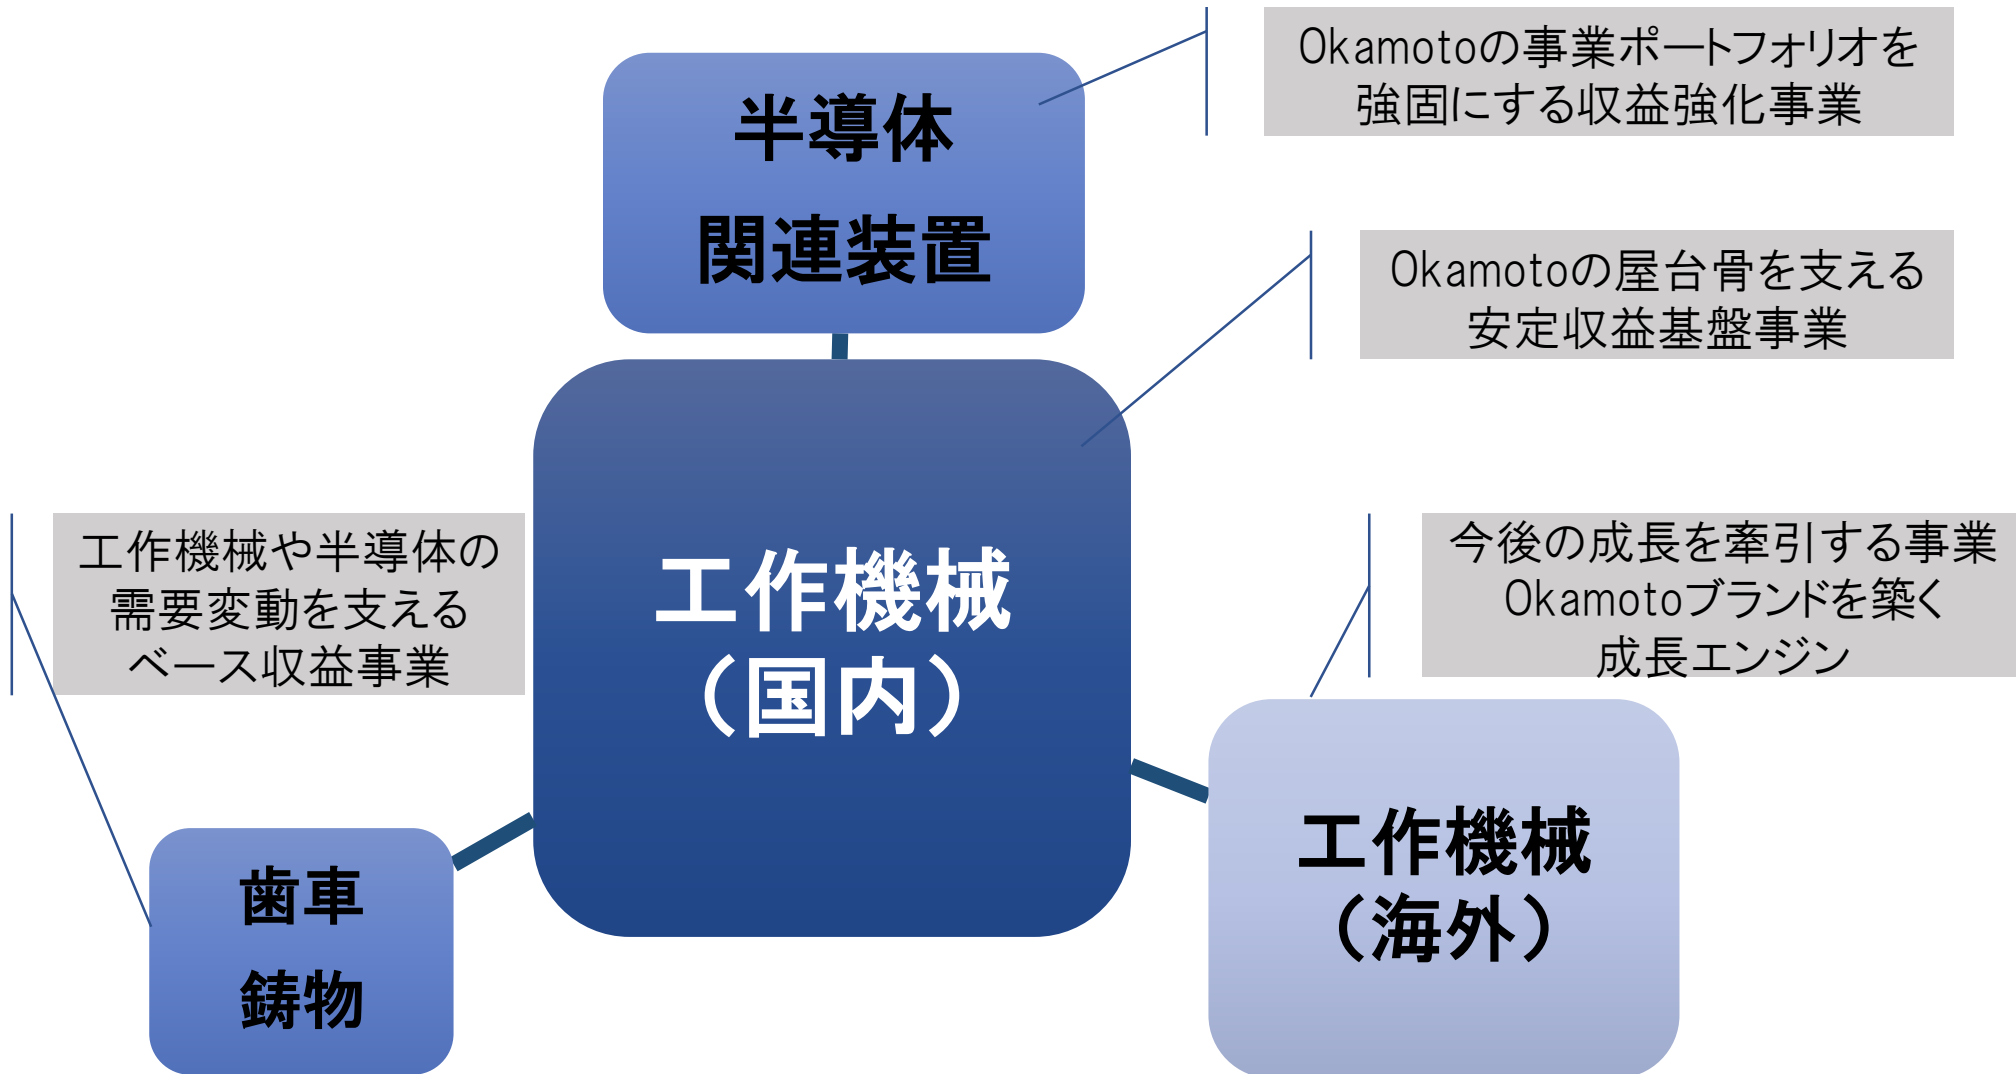 Okamotoの事業ポートフォリオを
強固にする収益強化事業
半導体
関連装置
Okamotoの屋台骨を支える
安定収益基盤事業
工作機械や半導体の
需要変動を支える
ベース収益事業
工作機械
（国内）
今後の成長を牽引する事業
Okamotoブランドを築く
成長エンジン
歯車
鋳物
工作機械
（海外）